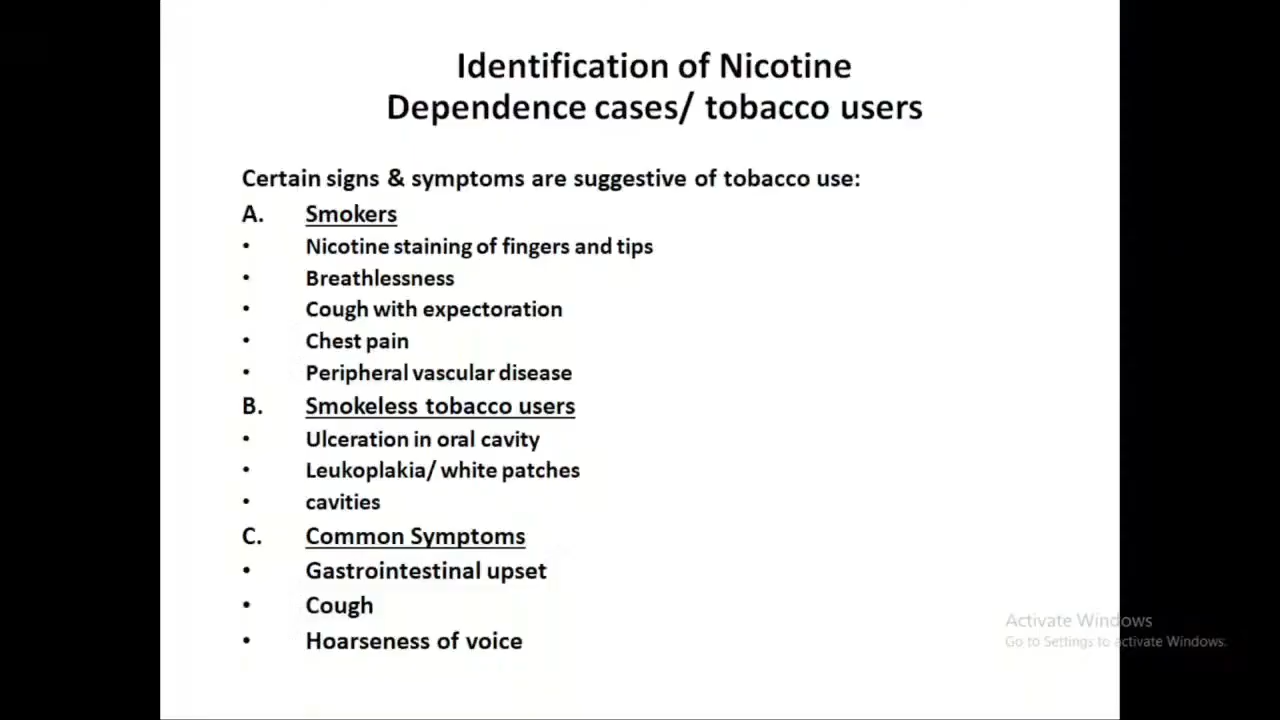 Identification of Nicotine
Dependence cases/ tobacco users
Certain signs & symptoms are suggestive of tobacco use:
A. Smokers
• Nicotine staining of fingers and tips
• Breathlessness
• Cough with expectoration
• Chest pain
• Peripheral vascular disease
B. Smokeless tobacco users
• Ulceration in oral cavity
• Leukoplakia/ white patches
• cavities
C. Common Symptoms
• Gastrointestinal upset
• Cough
• Hoarseness of voice
Activate Windows
Go to Settings to activate Windows.